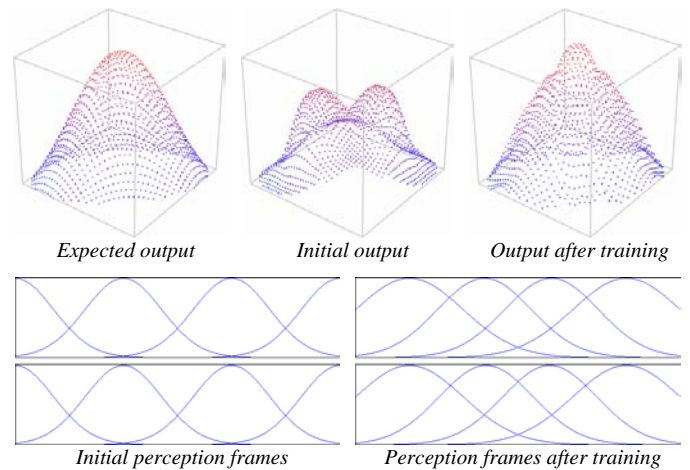 Expected output
Initial output
Output after training
Initial perception frames
Perception frames after training